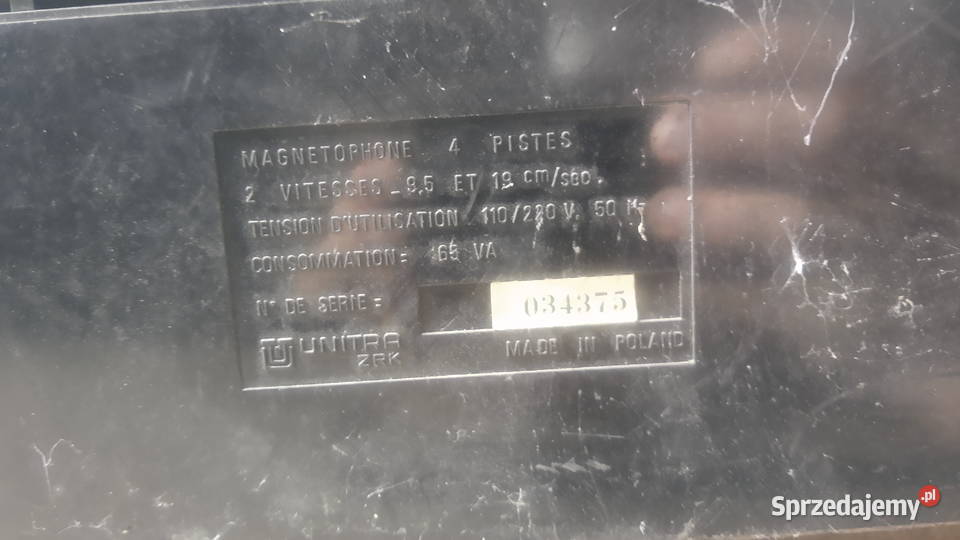 MAGNETOPHONE 4 PISTES
2 VITESSES - 9,5 ET 19 cm/sec.
TENSION D'UTILISATION 110/220 V. 50 Hz
CONSOMMATION = 65 VA
N° DE SERIE = 034375
UNITRA
ZRK
MADE IN POLAND
Sprzedajemy.pl